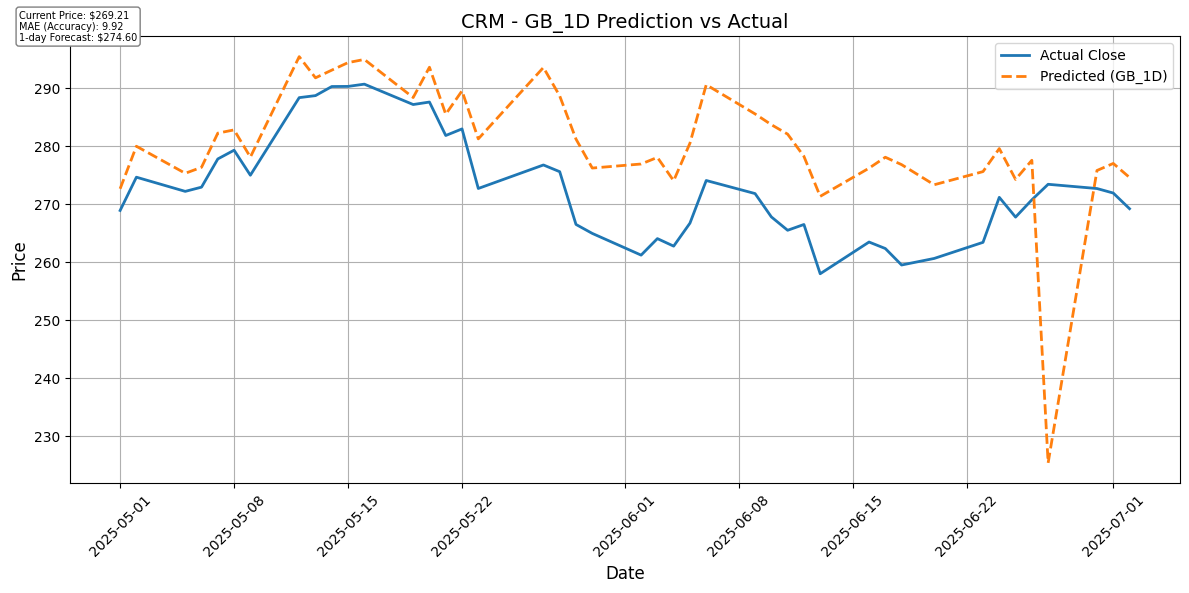 Current Price: $269.21
MAE (Accuracy): 9.92
1-day Forecast: $274.60
CRM - GB_1D Prediction vs Actual
Actual Close
Predicted (GB_1D)
Price
290
280
270
260
250
240
230
2025-05-01
2025-05-08
2025-05-15
2025-05-22
2025-06-01
2025-06-08
2025-06-15
2025-06-22
2025-07-01
Date